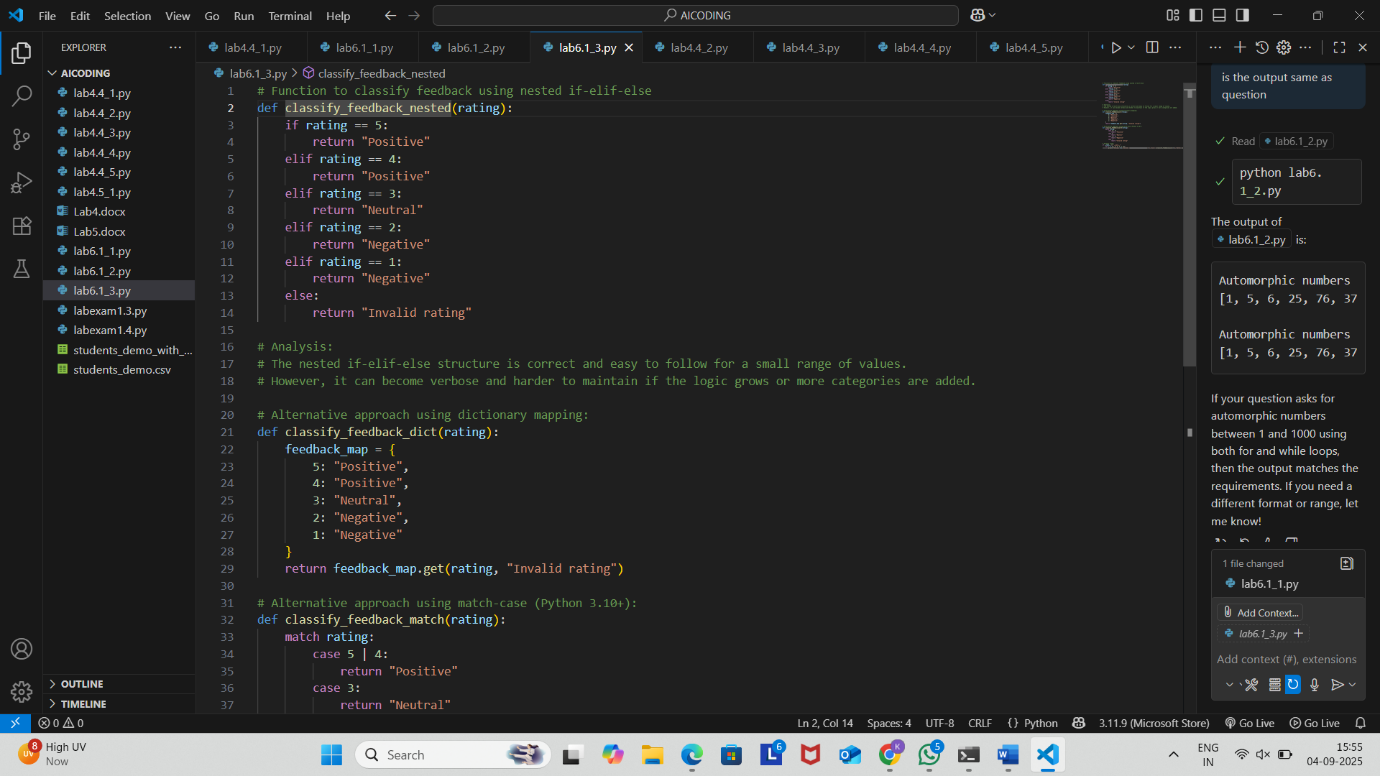 File Edit Selection View Go Run Terminal Help
AICODING
EXPLORER
AICODING
lab4.4_1.py
lab4.4_2.py
lab4.4_3.py
lab4.4_4.py
lab4.4_5.py
lab4.5_1.py
Lab4.docx
Lab5.docx
lab6.1_1.py
lab6.1_2.py
lab6.1_3.py
labexam1.3.py
labexam1.4.py
students_demo_with_...
students_demo.csv
OUTLINE
TIMELINE
lab4.4_1.py lab6.1_1.py lab6.1_2.py lab6.1_3.py lab4.4_2.py lab4.4_3.py lab4.4_4.py lab4.4_5.py
lab6.1_3.py > classify_feedback_nested
1 # Function to classify feedback using nested if-elif-else
2 def classify_feedback_nested(rating):
3 if rating == 5:
4 return "Positive"
5 elif rating == 4:
6 return "Positive"
7 elif rating == 3:
8 return "Neutral"
9 elif rating == 2:
10 return "Negative"
11 elif rating == 1:
12 return "Negative"
13 else:
14 return "Invalid rating"
15
16 # Analysis:
17 # The nested if-elif-else structure is correct and easy to follow for a small range of values.
18 # However, it can become verbose and harder to maintain if the logic grows or more categories are added.
19
20 # Alternative approach using dictionary mapping:
21 def classify_feedback_dict(rating):
22 feedback_map = {
23 5: "Positive",
24 4: "Positive",
25 3: "Neutral",
26 2: "Negative",
27 1: "Negative"
28 }
29 return feedback_map.get(rating, "Invalid rating")
30
31 # Alternative approach using match-case (Python 3.10+):
32 def classify_feedback_match(rating):
33 match rating:
34 case 5 | 4:
35 return "Positive"
36 case 3:
37 return "Neutral"
is the output same as
question
Read lab6.1_2.py
python lab6.
1_2.py
The output of
lab6.1_2.py is:
Automorphic numbers
[1, 5, 6, 25, 76, 37
Automorphic numbers
[1, 5, 6, 25, 76, 37
If your question asks for
automorphic numbers
between 1 and 1000 using
both for and while loops,
then the output matches the
requirements. If you need a
different format or range, let
me know!
1 file changed
lab6.1_1.py
Add Context...
lab6.1_3.py
Add context (#), extensions
0 0 Ln 2, Col 14 Spaces: 4 UTF-8 CRLF {} Python 3.11.9 (Microsoft Store) Go Live Go Live
8
UV
High UV
Now
Search
6
K
5
ENG
IN
15:55
04-09-2025